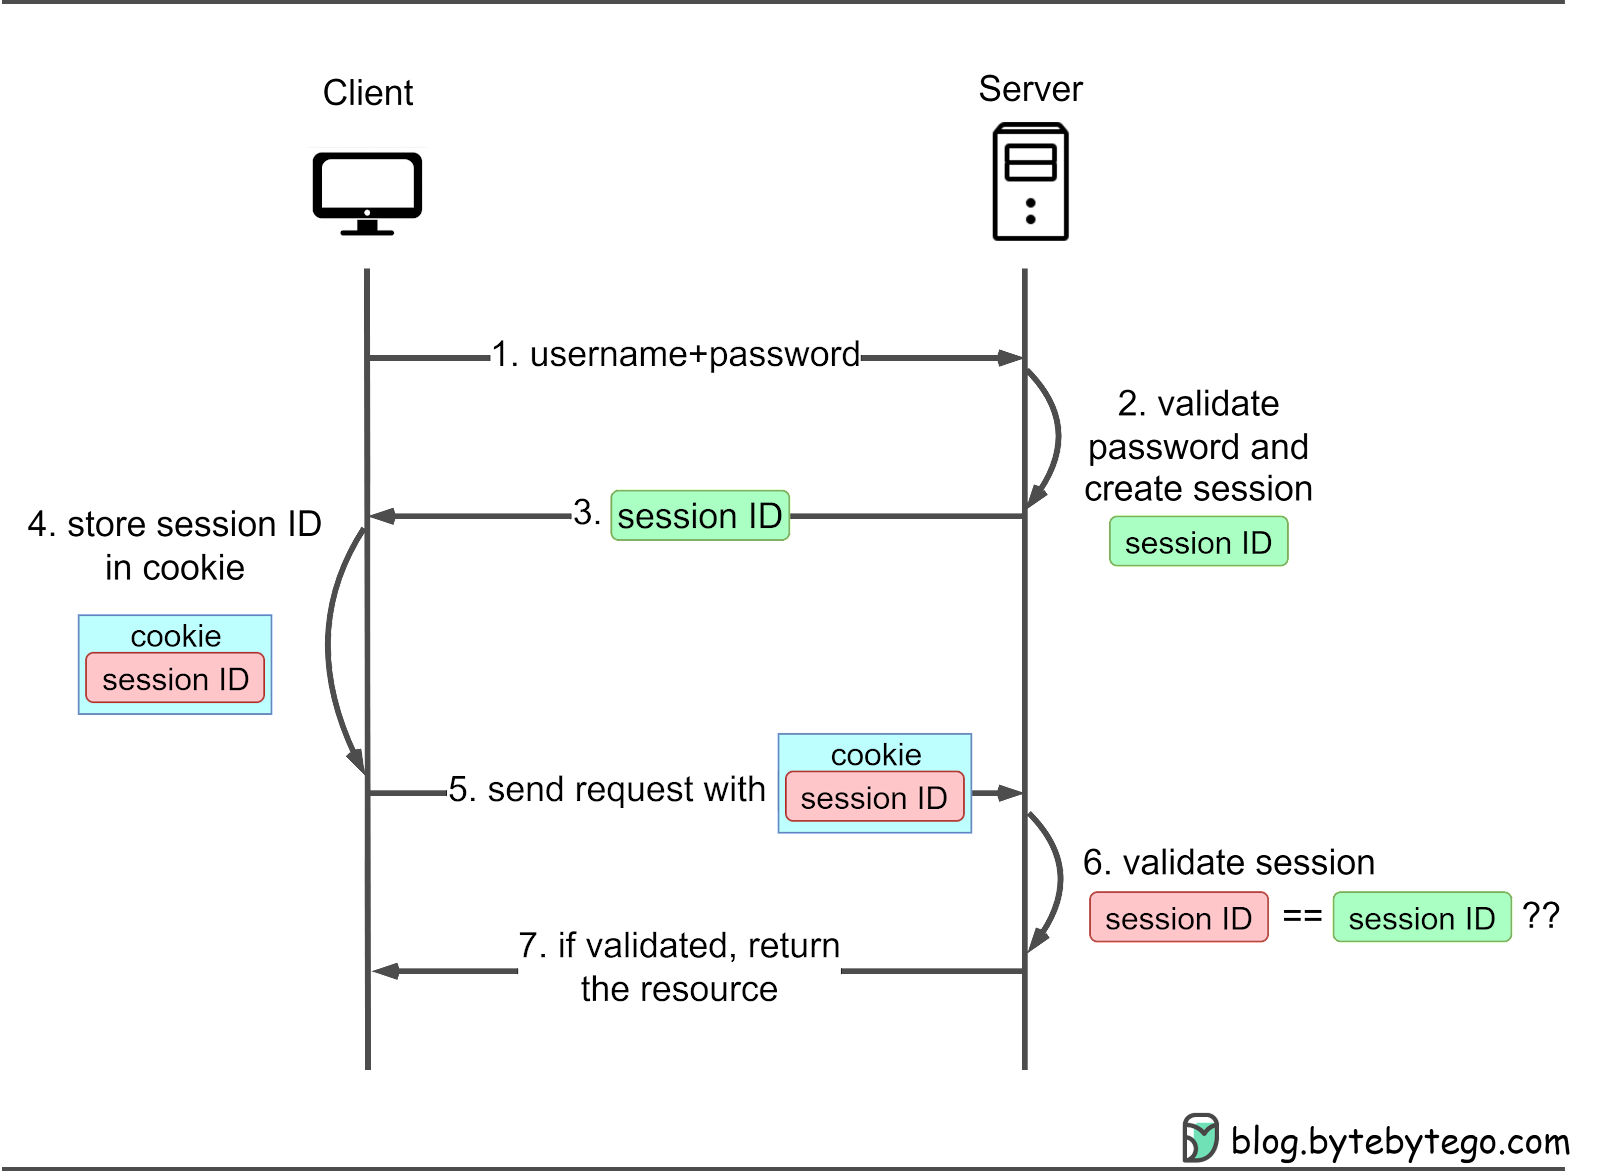 Client
Server
1. username+password
2. validate
password and
create session
session ID
3. session ID
4. store session ID
in cookie
cookie
session ID
5. send request with
cookie
session ID
6. validate session
session ID == session ID ??
7. if validated, return
the resource
blog.bytebytego.com